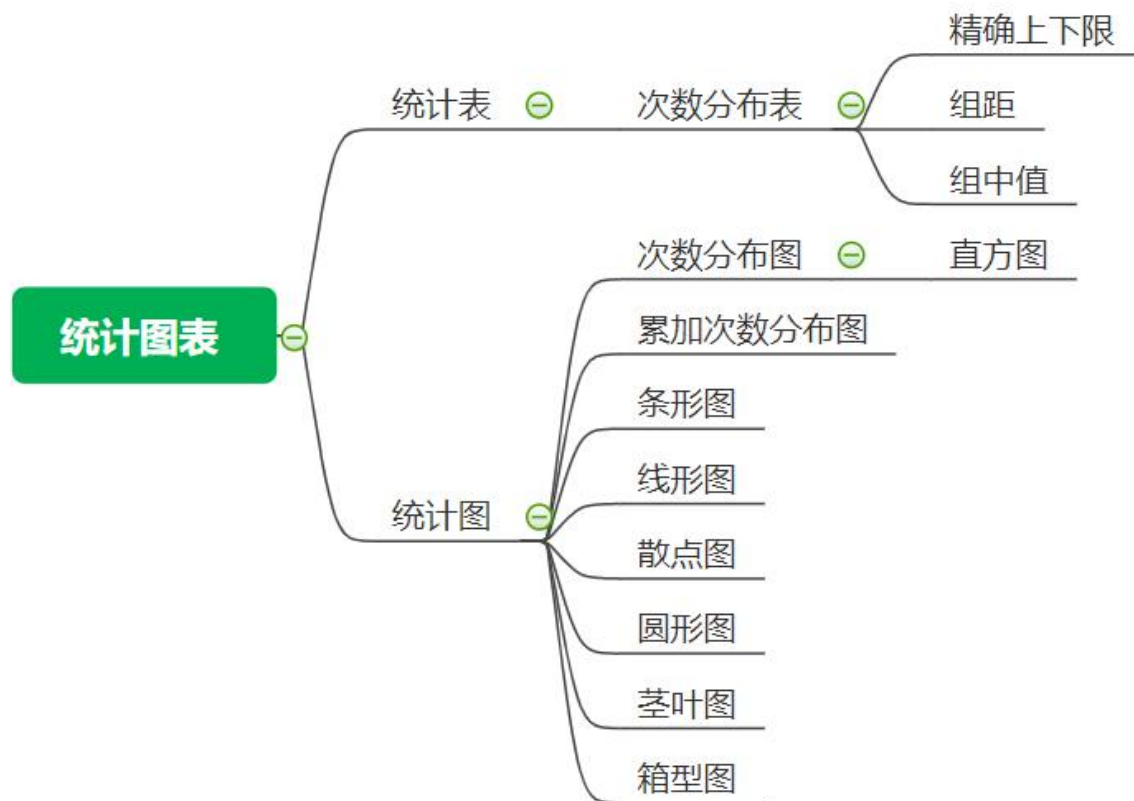 统计图表
统计表
次数分布表
精确上下限
组距
组中值
统计图
次数分布图
直方图
累加次数分布图
条形图
线形图
散点图
圆形图
茎叶图
箱型图